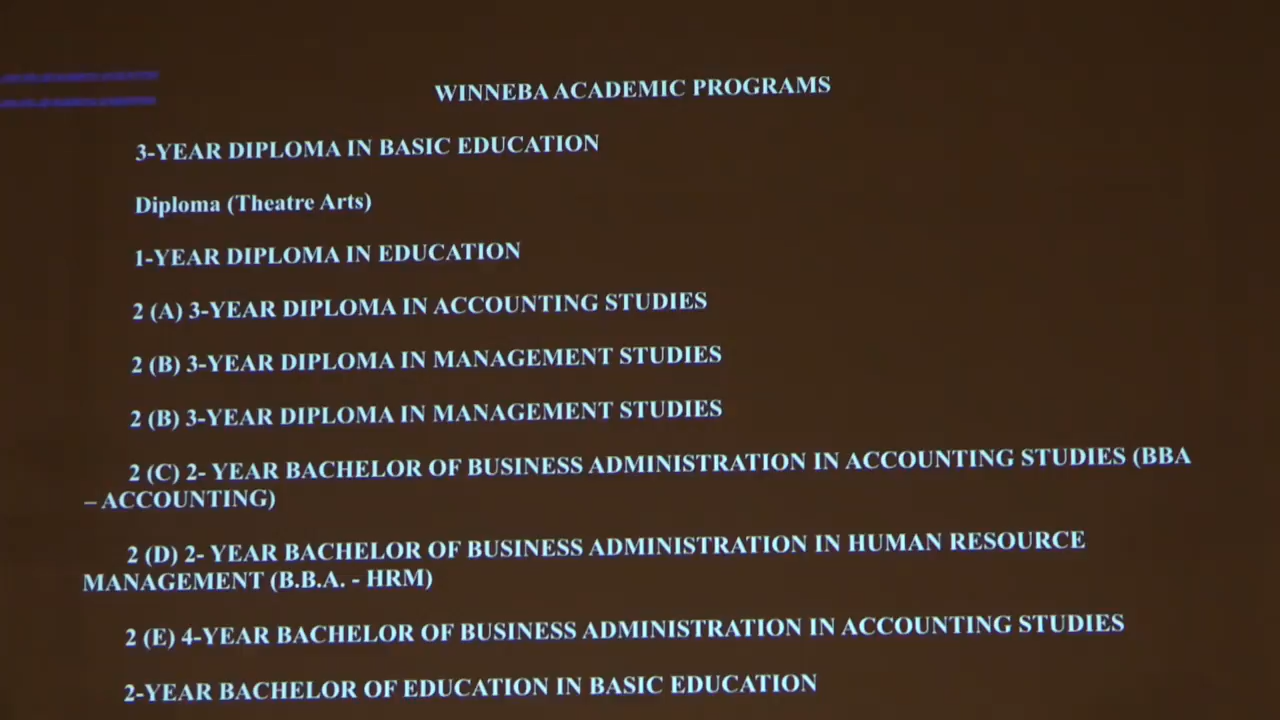 WINNEBA ACADEMIC PROGRAMS
3-YEAR DIPLOMA IN BASIC EDUCATION
Diploma (Theatre Arts)
1-YEAR DIPLOMA IN EDUCATION
2 (A) 3-YEAR DIPLOMA IN ACCOUNTING STUDIES
2 (B) 3-YEAR DIPLOMA IN MANAGEMENT STUDIES
2 (B) 3-YEAR DIPLOMA IN MANAGEMENT STUDIES
2 (C) 2- YEAR BACHELOR OF BUSINESS ADMINISTRATION IN ACCOUNTING STUDIES (BBA
– ACCOUNTING)
2 (D) 2- YEAR BACHELOR OF BUSINESS ADMINISTRATION IN HUMAN RESOURCE
MANAGEMENT (B.B.A. - HRM)
2 (E) 4-YEAR BACHELOR OF BUSINESS ADMINISTRATION IN ACCOUNTING STUDIES
2-YEAR BACHELOR OF EDUCATION IN BASIC EDUCATION